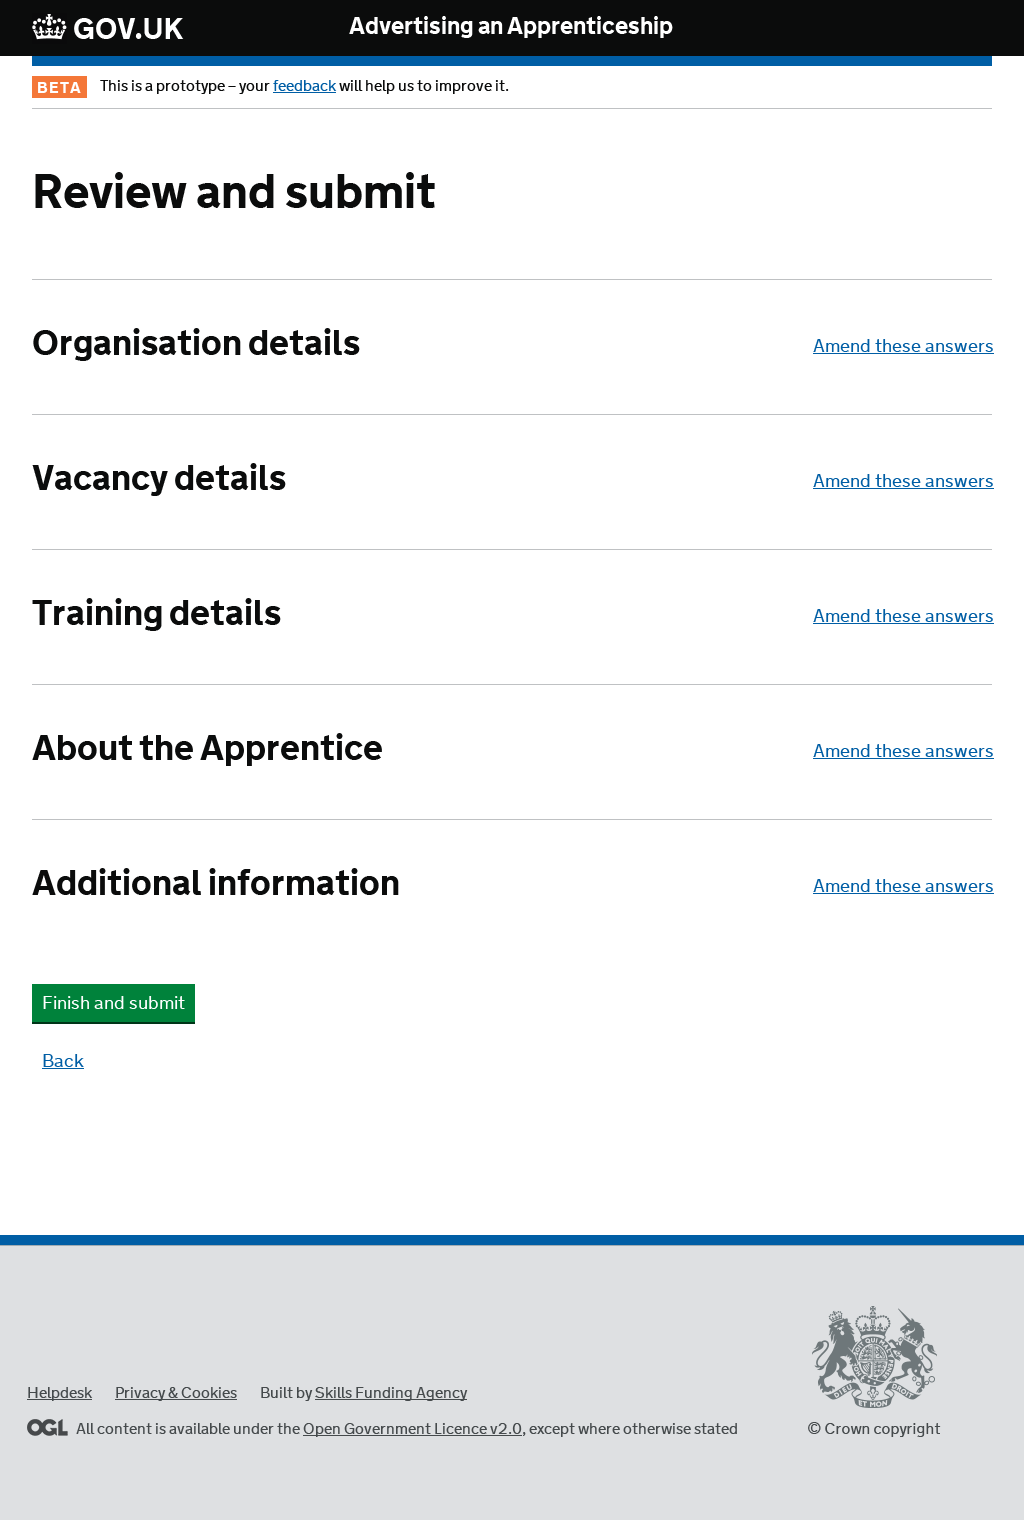 GOV.UK
Advertising an Apprenticeship
BETA This is a prototype – your feedback will help us to improve it.
Review and submit
Organisation details
Amend these answers
Vacancy details
Amend these answers
Training details
Amend these answers
About the Apprentice
Amend these answers
Additional information
Amend these answers
Finish and submit
Back
Helpdesk Privacy & Cookies Built by Skills Funding Agency
OGL All content is available under the Open Government Licence v2.0, except where otherwise stated
DIEU ET MON DROIT
© Crown copyright